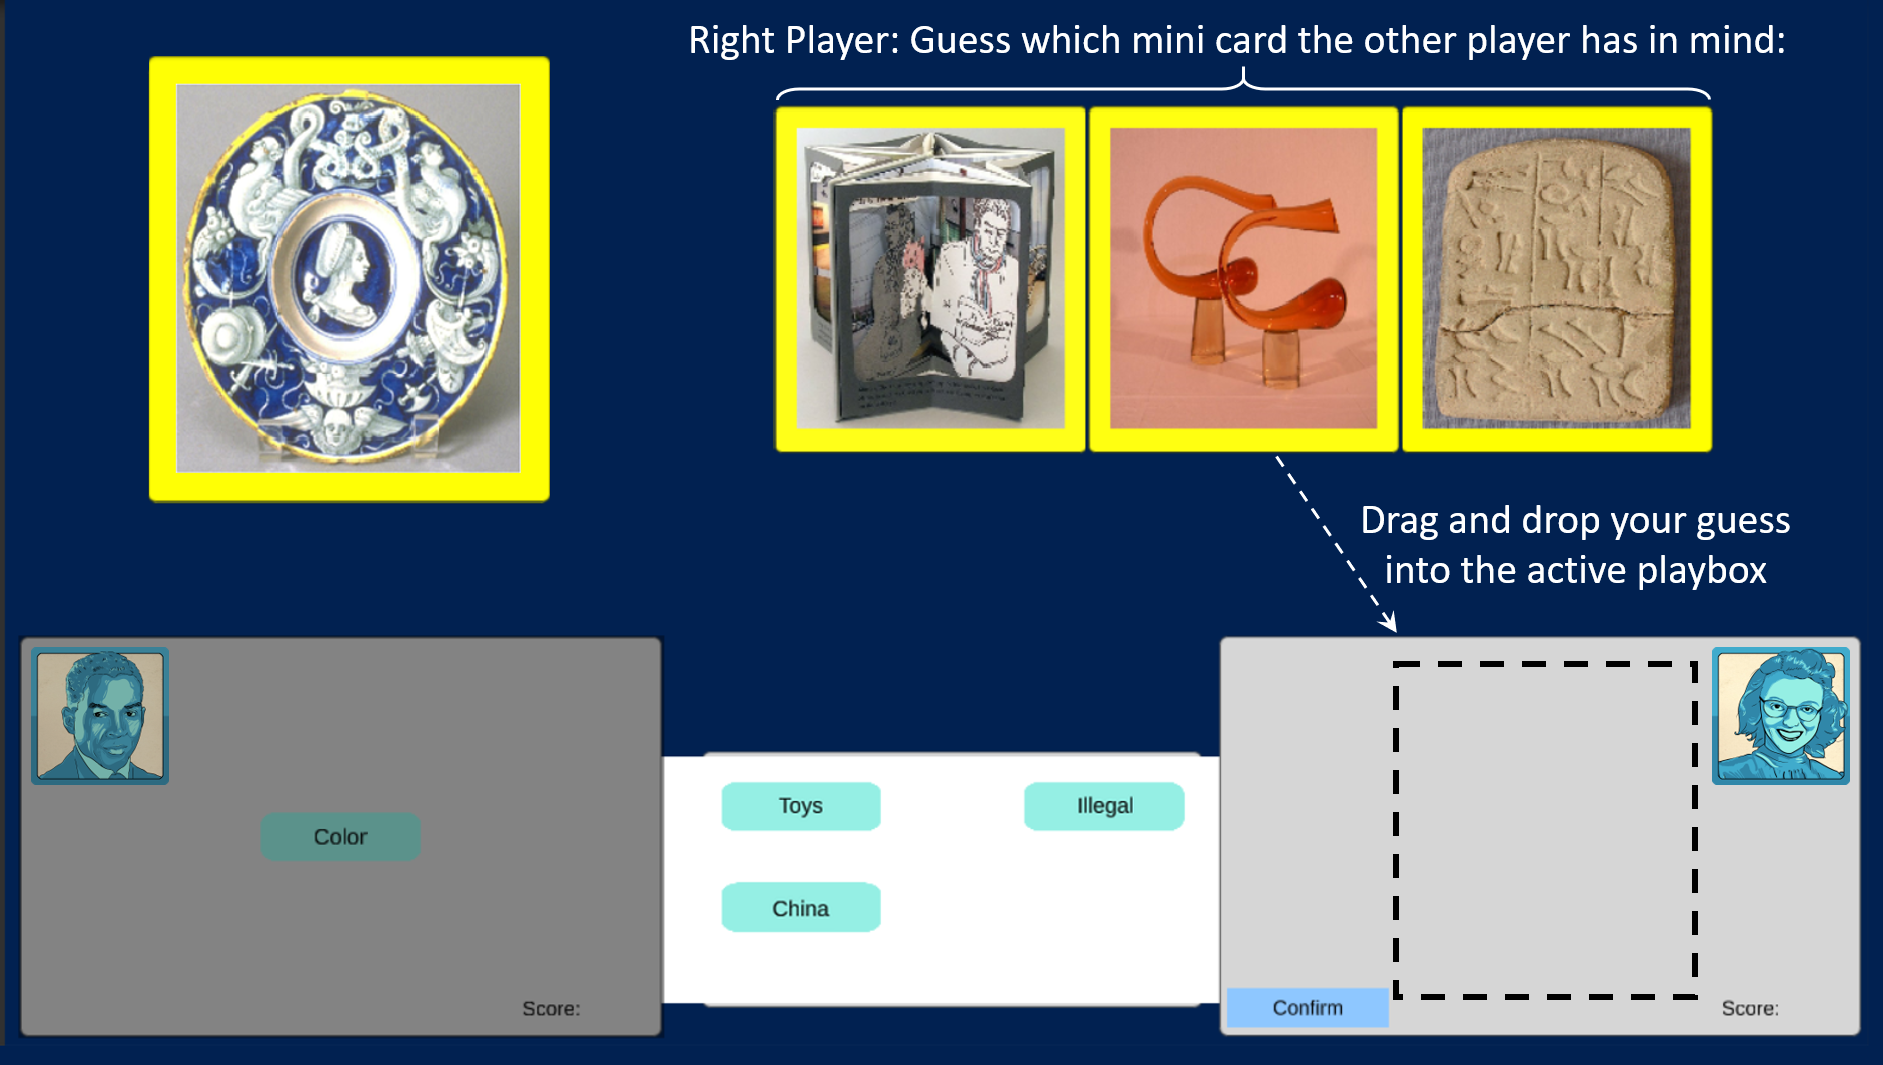 Right Player: Guess which mini card the other player has in mind:
Drag and drop your guess
into the active playbox
Color
Score:
Toys
Illegal
China
Confirm
Score: